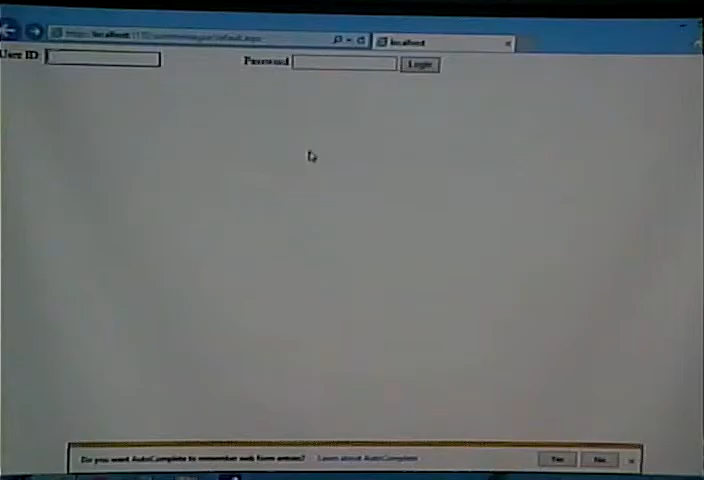 localhost
User ID
Password
Login
Do you want AutoComplete to remember web form entries? Learn about AutoComplete
Yes
No